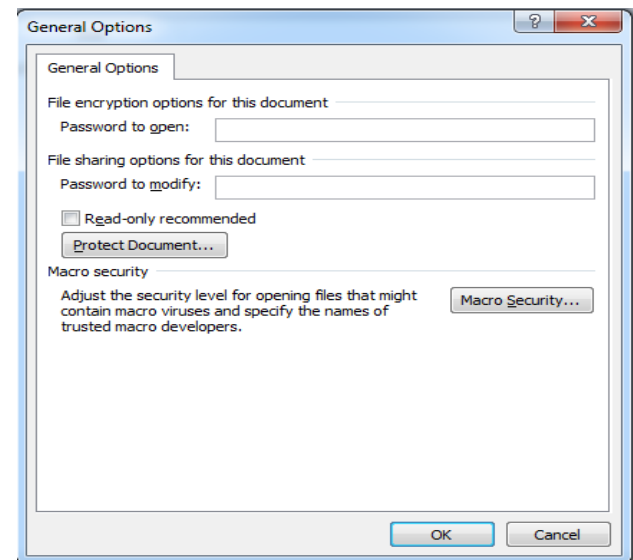 General Options
General Options
File encryption options for this document
Password to open:
File sharing options for this document
Password to modify:
Read-only recommended
Protect Document...
Macro security
Adjust the security level for opening files that might
contain macro viruses and specify the names of
trusted macro developers.
Macro Security...
OK
Cancel